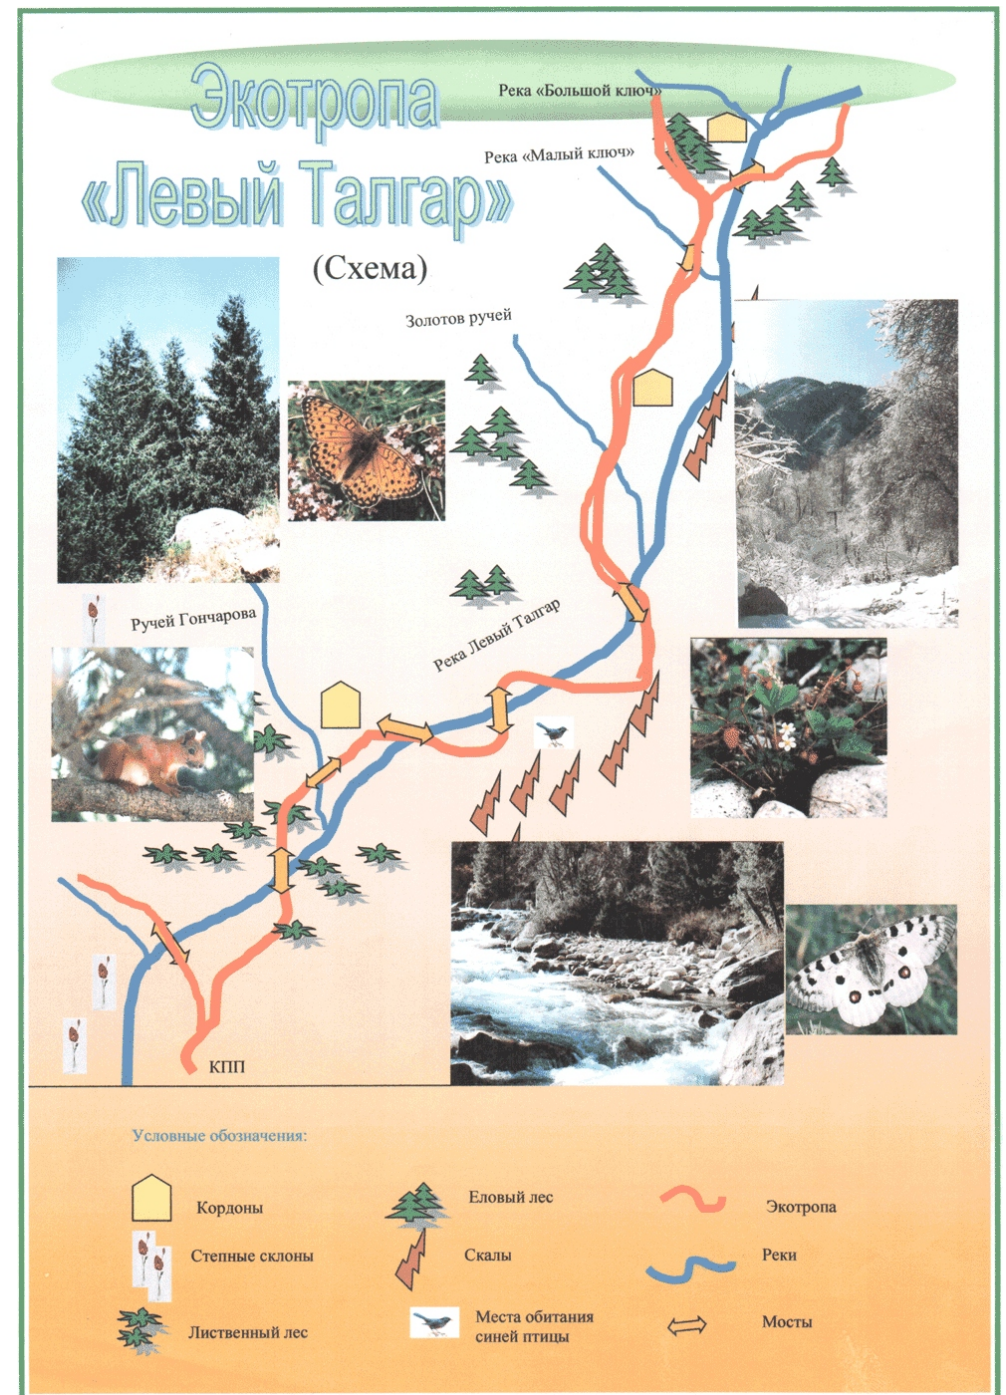 Экотропа
«Левый Талгар»
(Схема)
Река «Большой ключ»
Река «Малый ключ»
Золотов ручей
Ручей Гончарова
Река Левый Талгар
КПП
Условные обозначения:
Кордоны
Еловый лес
Экотропа
Степные склоны
Скалы
Реки
Лиственный лес
Места обитания
синей птицы
Мосты